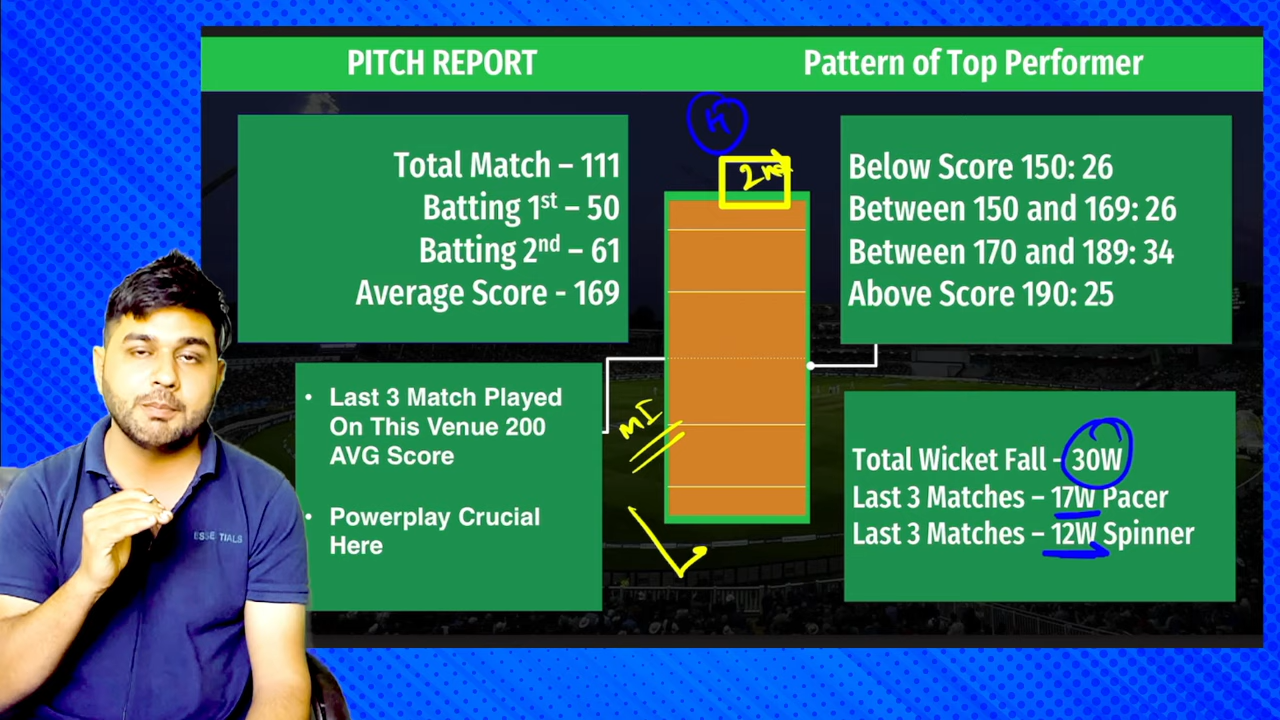 PITCH REPORT
Pattern of Top Performer
Total Match – 111
Batting 1st – 50
Batting 2nd – 61
Average Score - 169
• Last 3 Match Played
On This Venue 200
AVG Score
• Powerplay Crucial
Here
2nd
MI
Below Score 150: 26
Between 150 and 169: 26
Between 170 and 189: 34
Above Score 190: 25
Total Wicket Fall - 30W
Last 3 Matches – 17W Pacer
Last 3 Matches – 12W Spinner